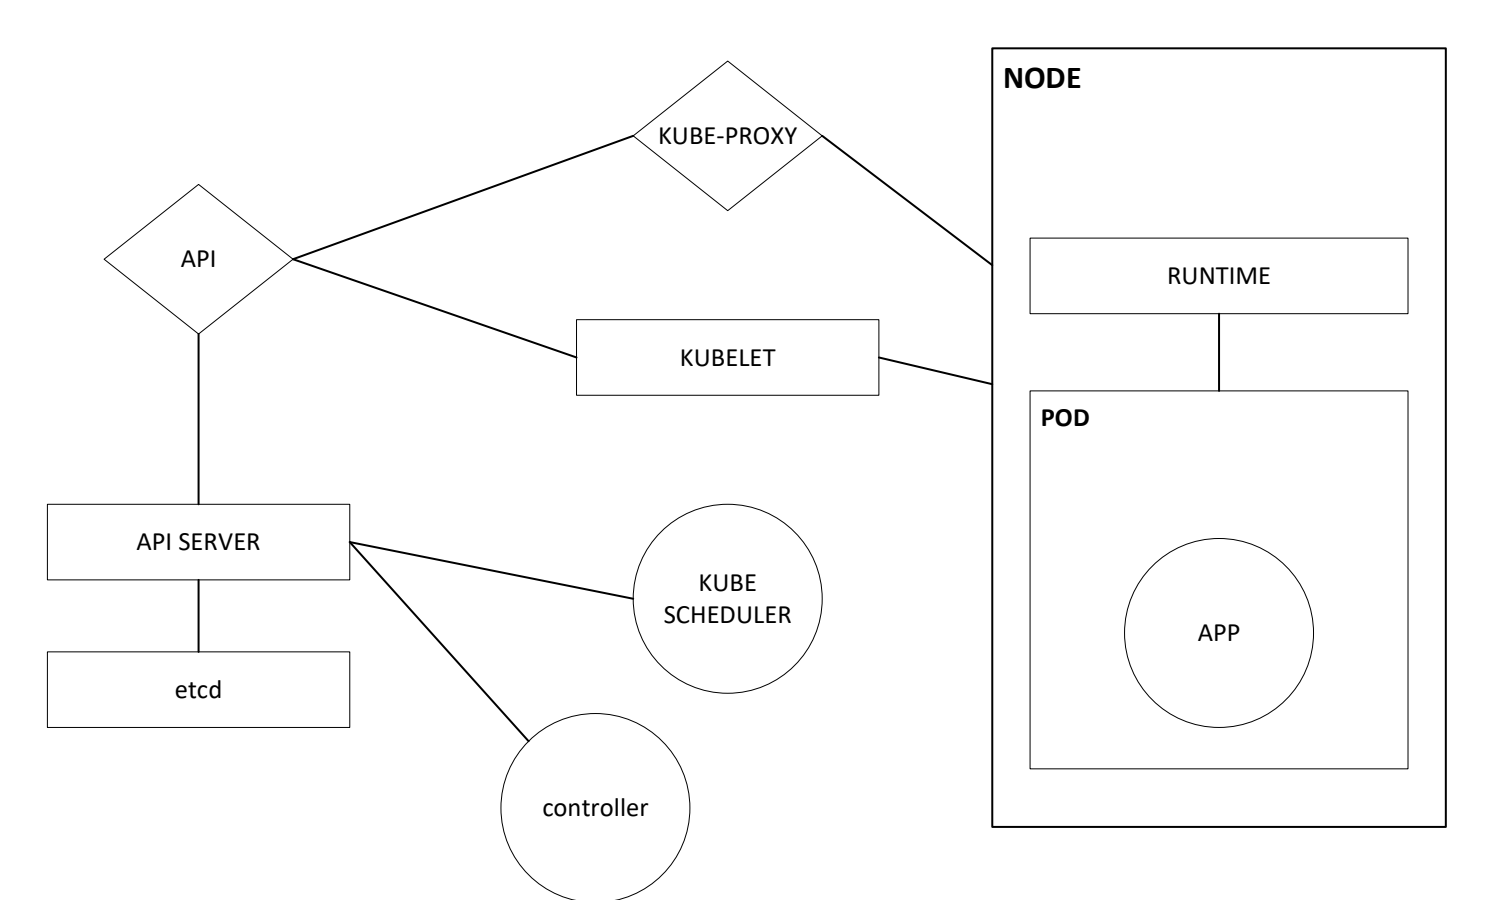 NODE
KUBE-PROXY
API
RUNTIME
KUBELET
POD
API SERVER
KUBE
SCHEDULER
APP
etcd
controller